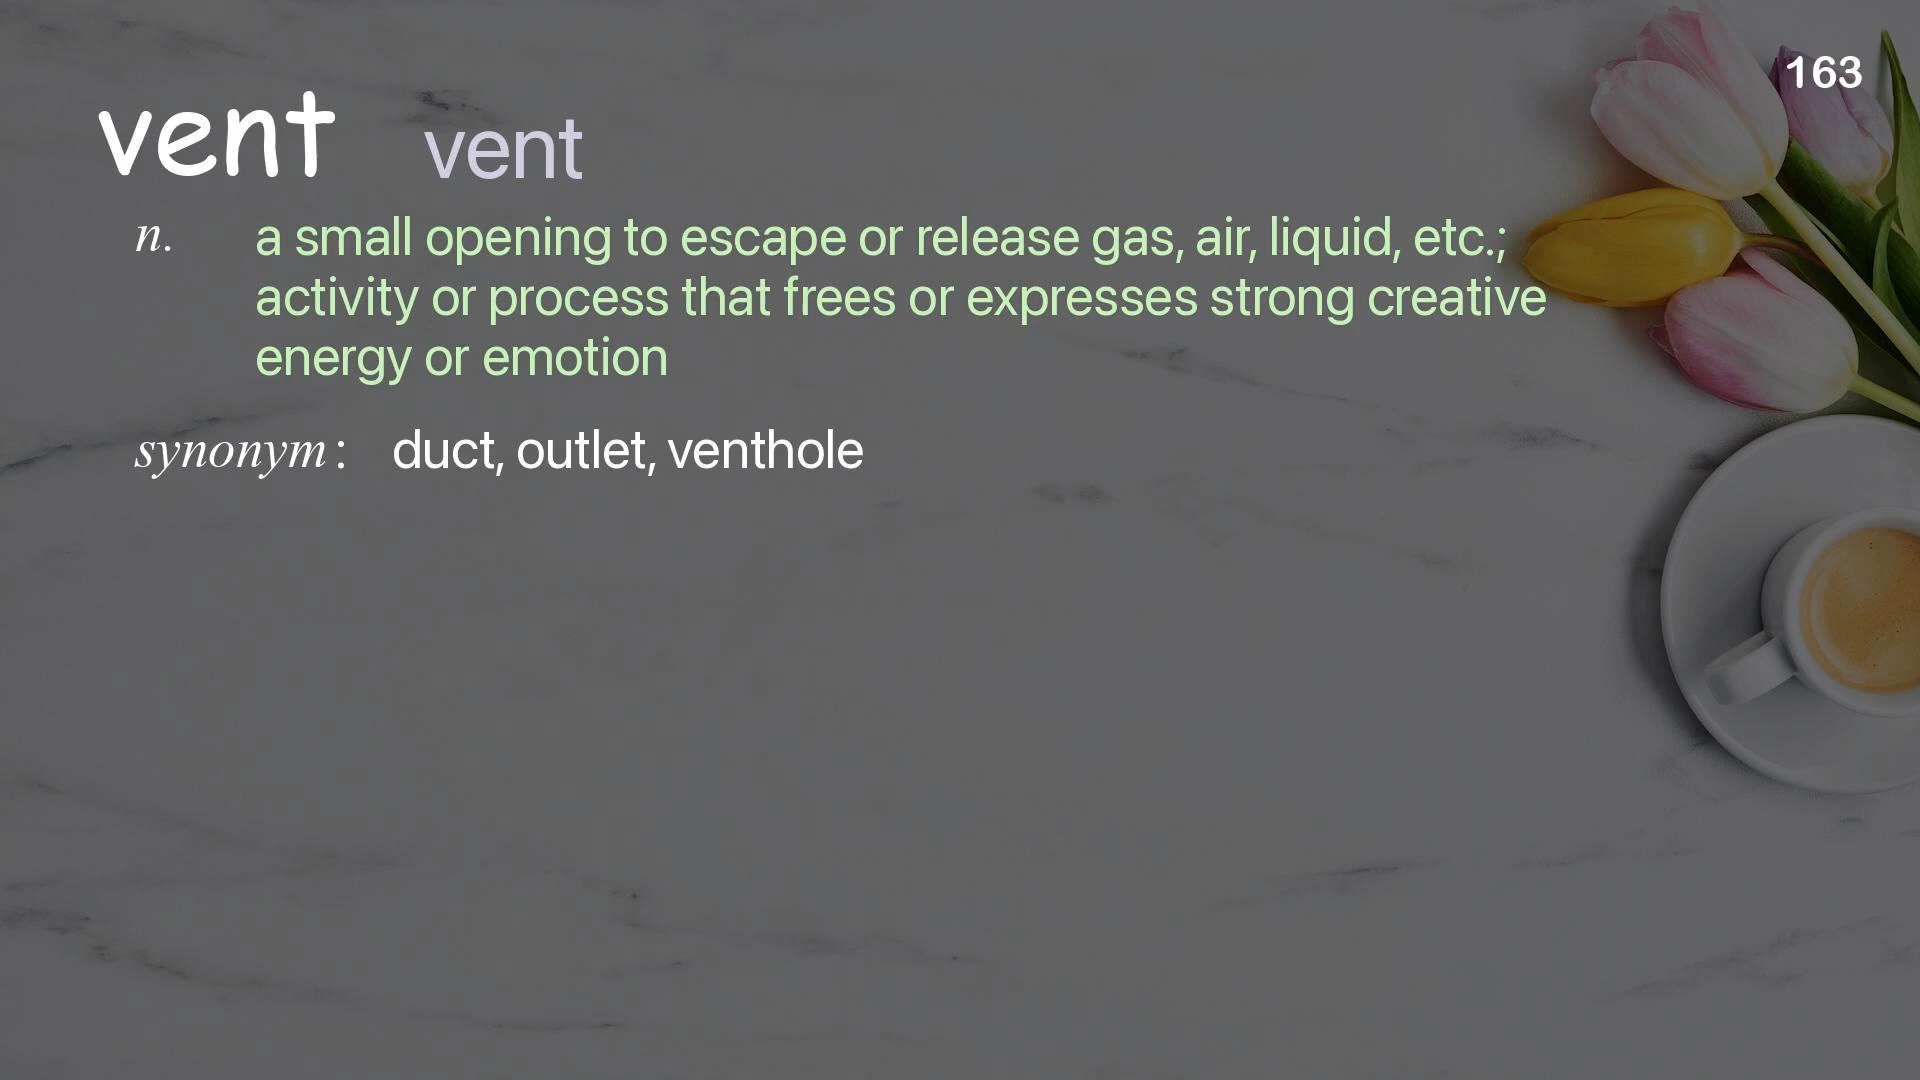 163
vent vent
n. a small opening to escape or release gas, air, liquid, etc.;
activity or process that frees or expresses strong creative
energy or emotion
synonym : duct, outlet, venthole